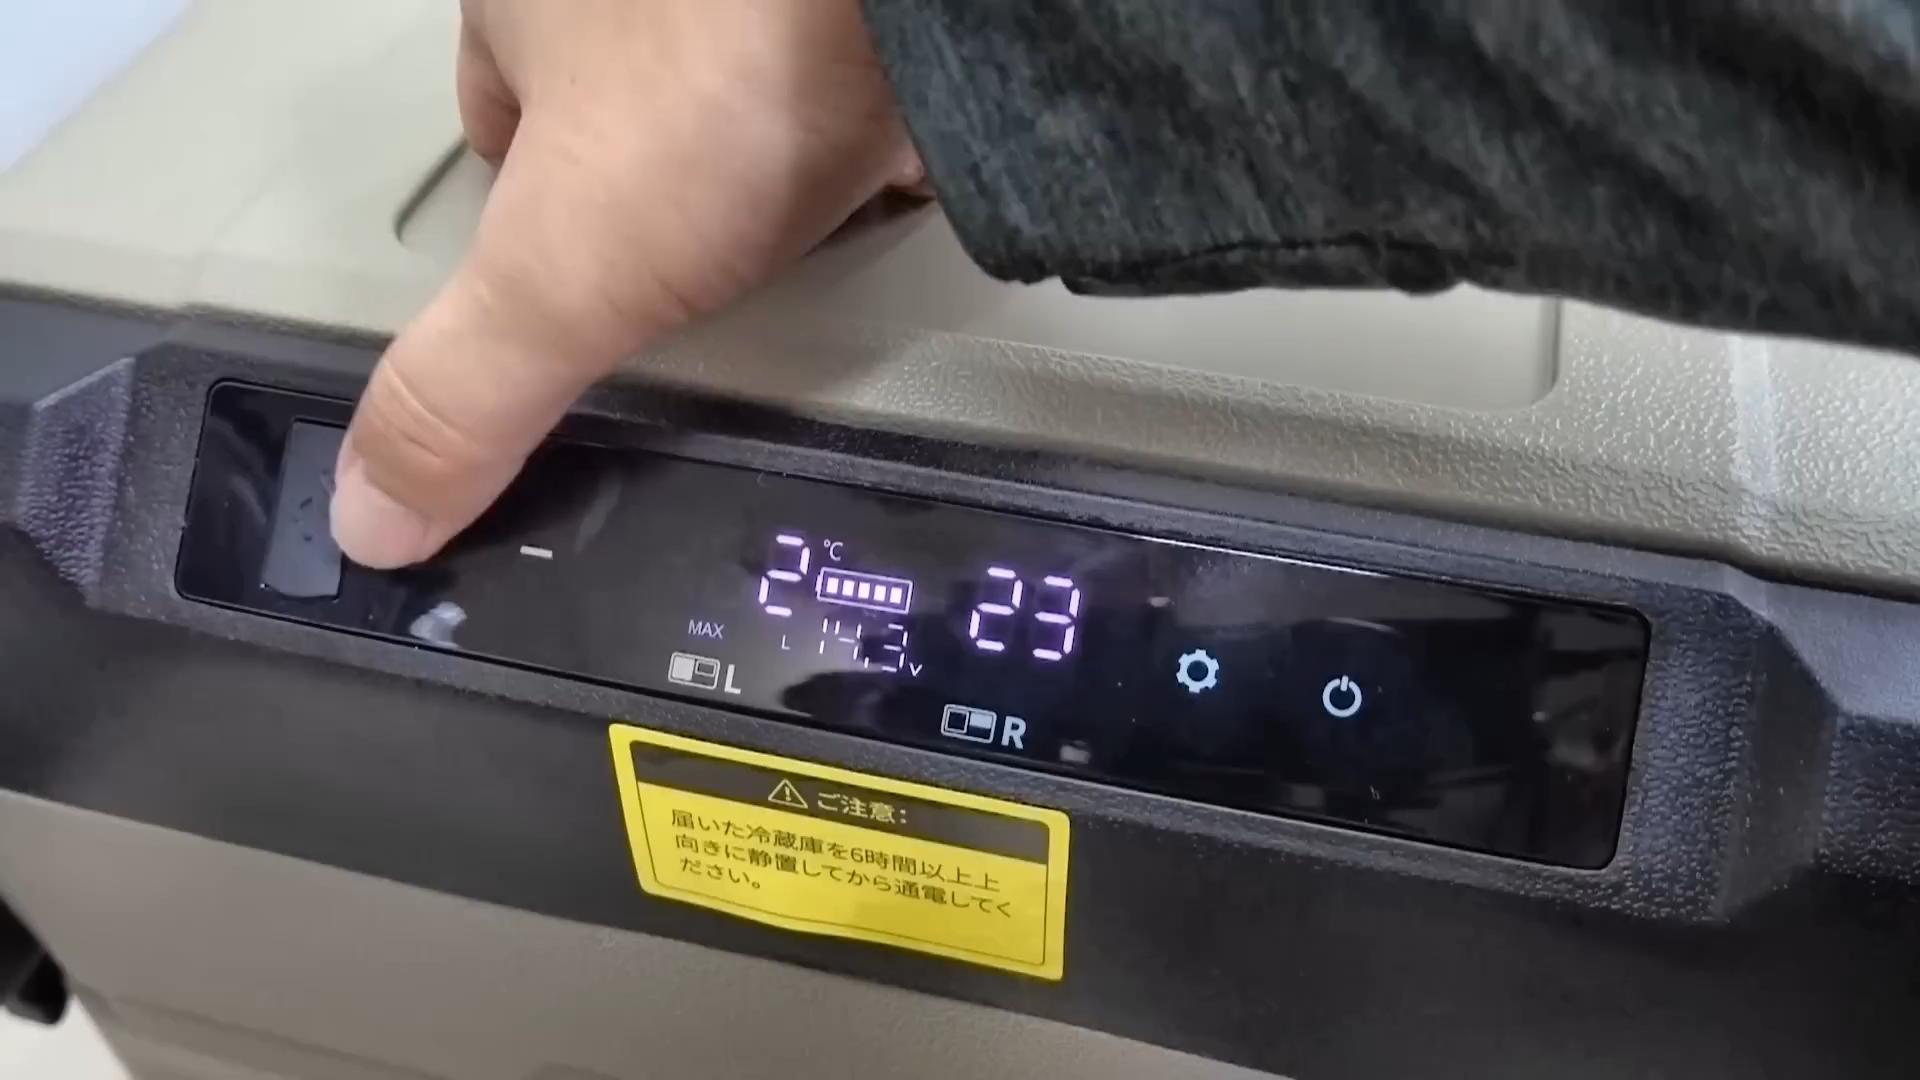 2 °C
23
MAX
L 14.3 V
L
R
⚠ ご注意:
届いた冷蔵庫を6時間以上上
向きに静置してから通電してく
ださい。